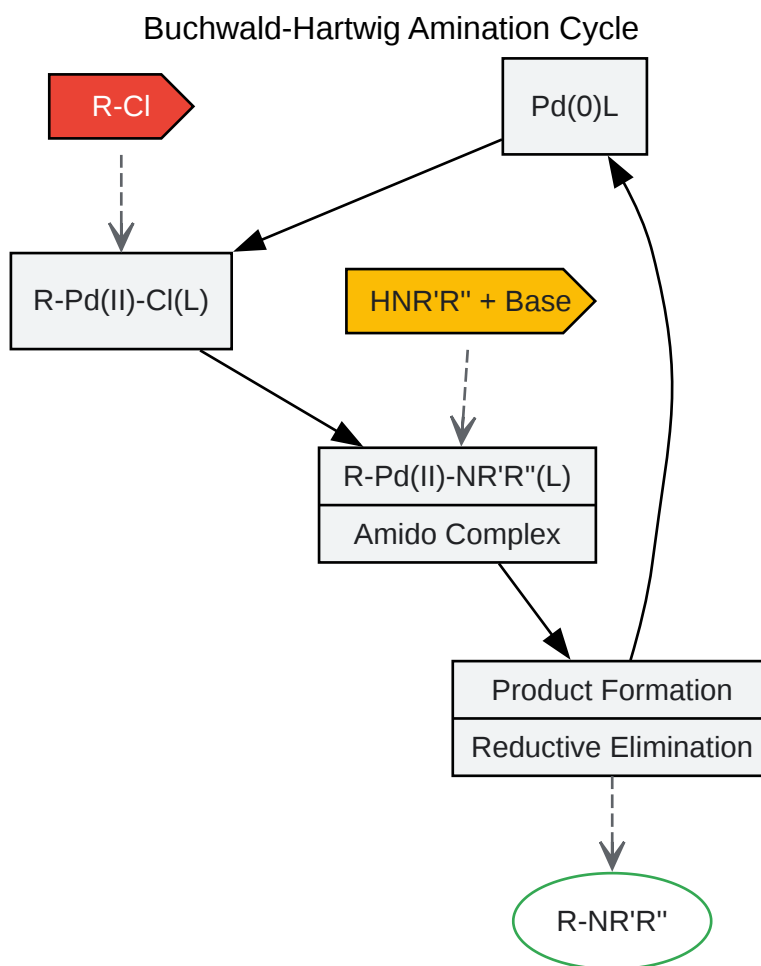 Buchwald-Hartwig Amination Cycle
R-Cl
Pd(0)L
R-Pd(II)-Cl(L)
HNR'R" + Base
R-Pd(II)-NR'R"(L)
Amido Complex
Product Formation
Reductive Elimination
R-NR'R"